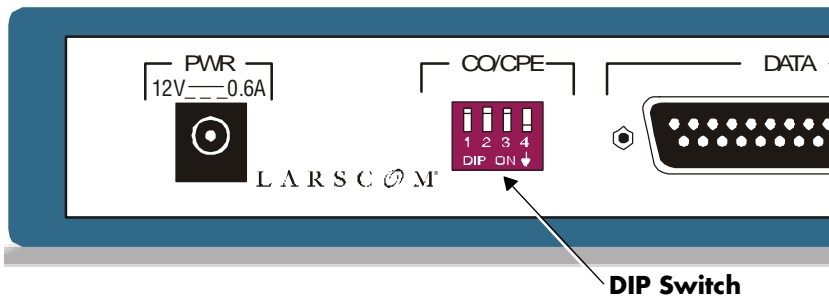 PWR
12V 0.6A
CO/CPE
DATA
1 2 3 4
DIP ON
LARSCOM
DIP Switch